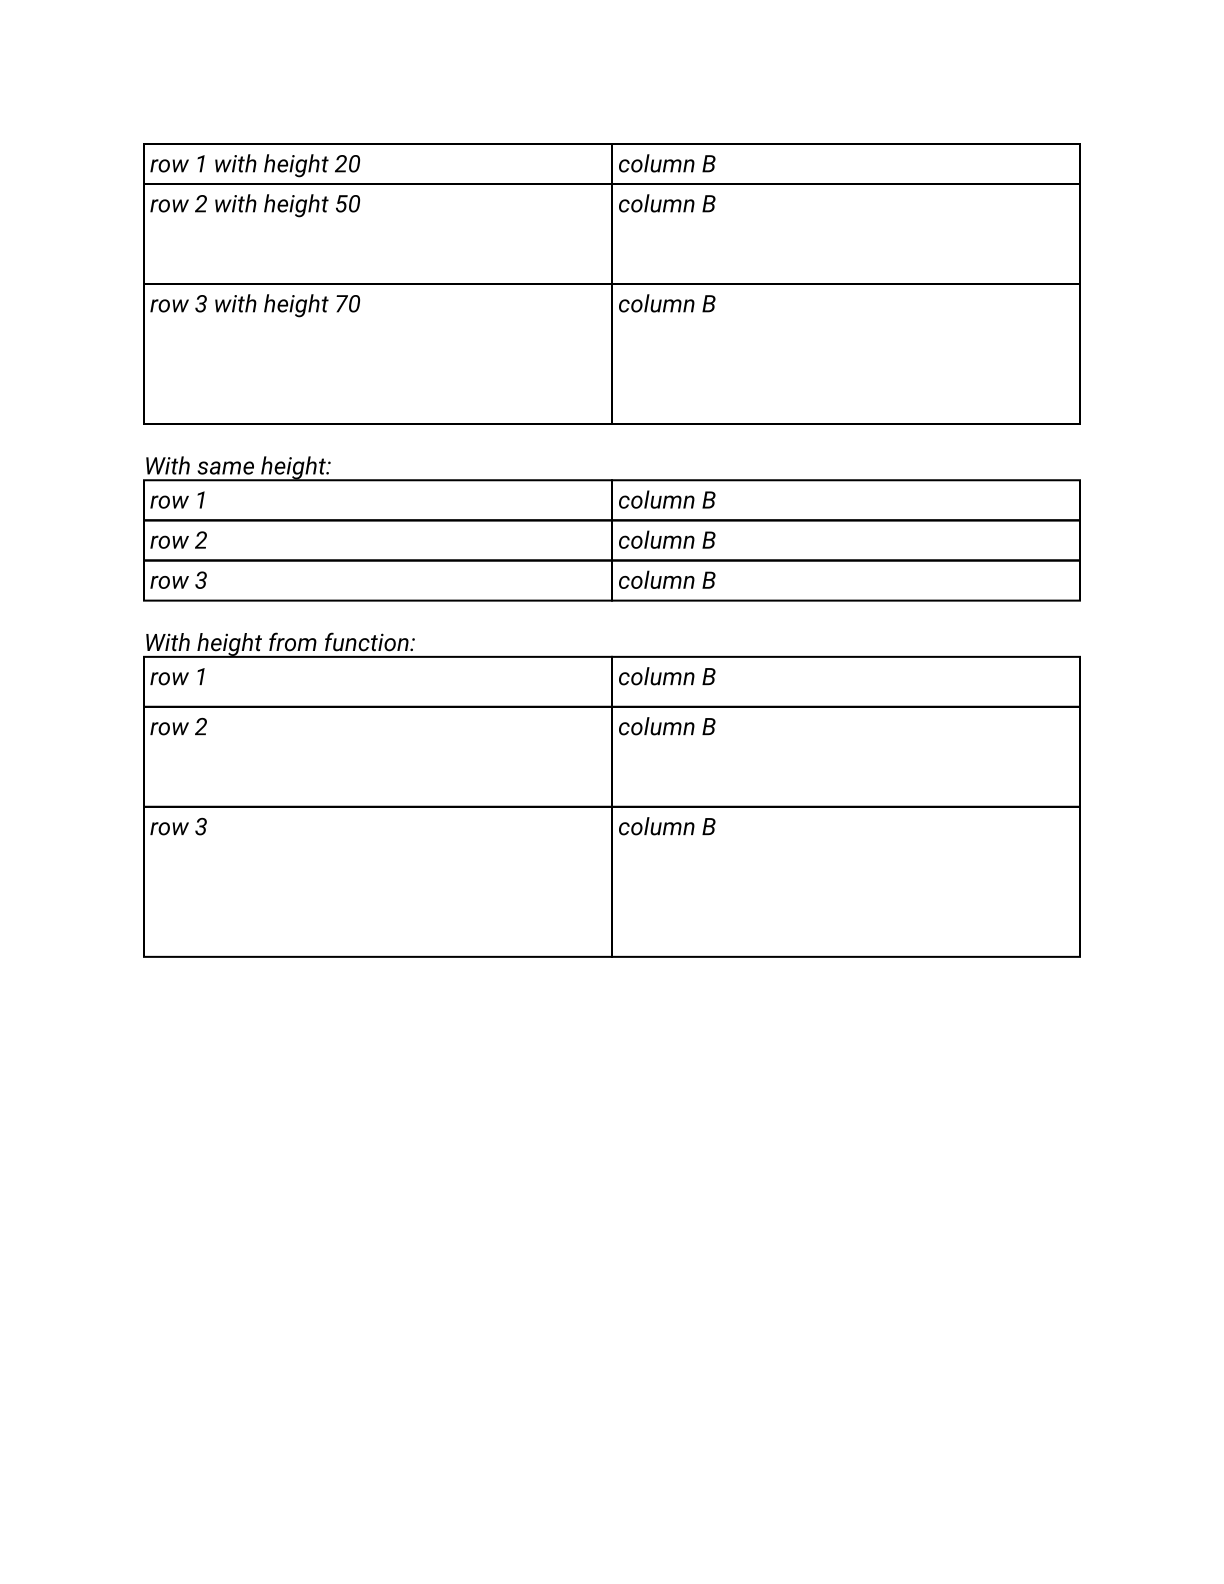 row 1 with height 20 column B
row 2 with height 50 column B
row 3 with height 70 column B
With same height:
row 1 column B
row 2 column B
row 3 column B
With height from function:
row 1 column B
row 2 column B
row 3 column B